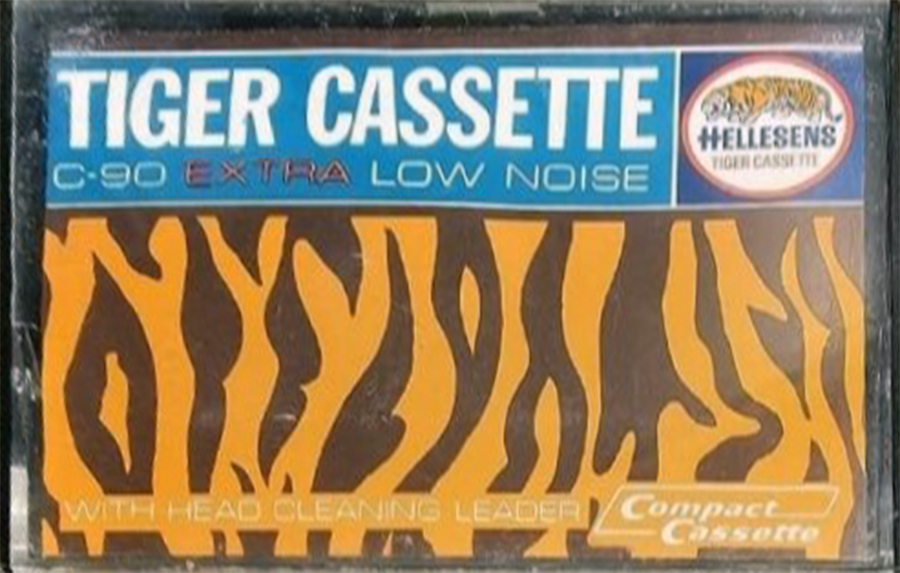 TIGER CASSETTE
C-90 EXTRA LOW NOISE
HELLESENS
TIGER CASSETTE
WITH HEAD CLEANING LEADER
Compact
Cassette